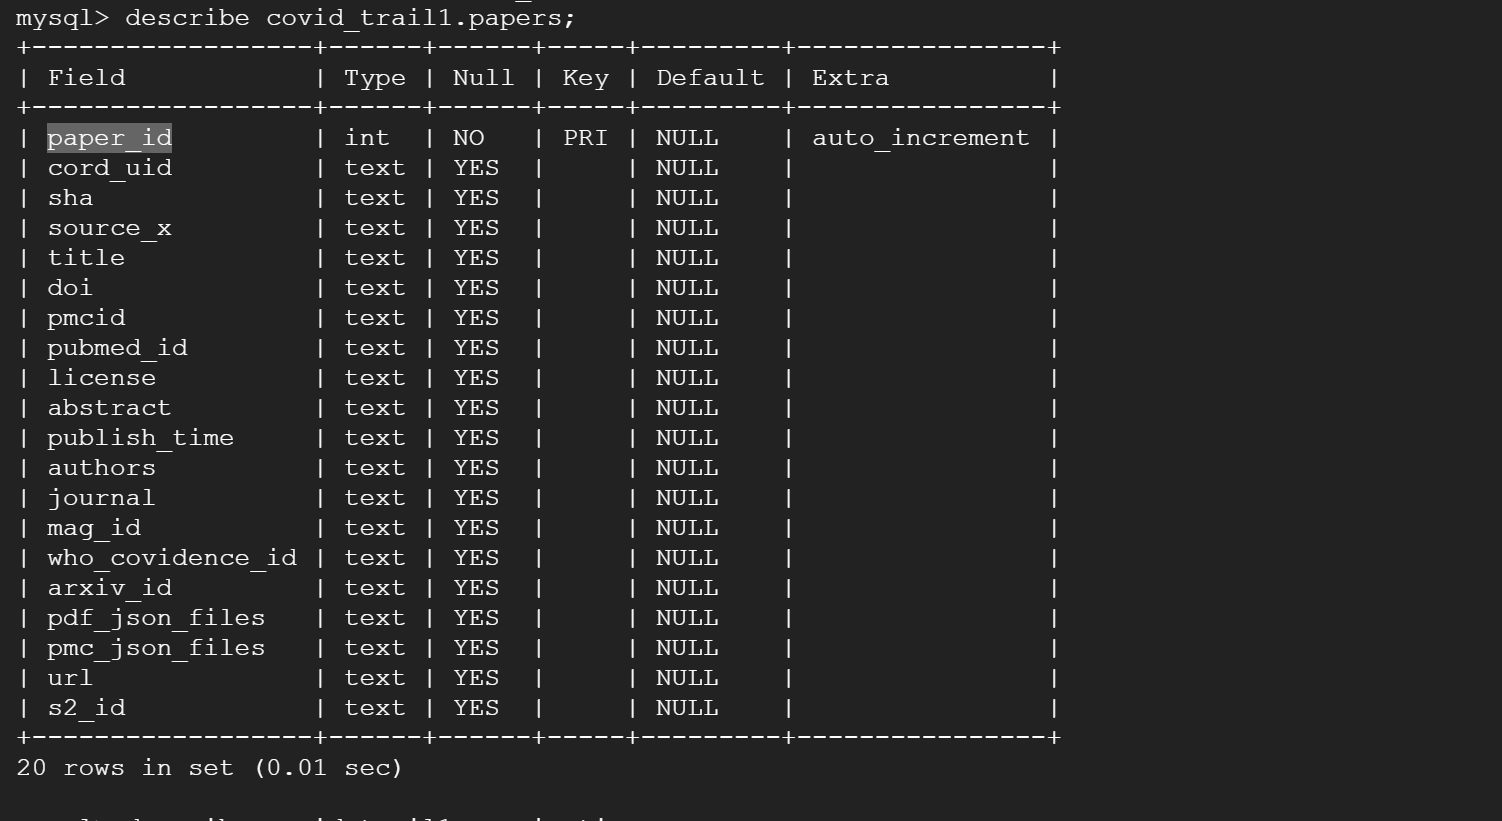 mysql> describe covid_trail1.papers;
+------------------+------+------+-----+---------+----------------+
| Field            | Type | Null | Key | Default | Extra          |
+------------------+------+------+-----+---------+----------------+
| paper_id         | int  | NO   | PRI | NULL    | auto_increment |
| cord_uid         | text | YES  |     | NULL    |                |
| sha              | text | YES  |     | NULL    |                |
| source_x         | text | YES  |     | NULL    |                |
| title            | text | YES  |     | NULL    |                |
| doi              | text | YES  |     | NULL    |                |
| pmcid            | text | YES  |     | NULL    |                |
| pubmed_id        | text | YES  |     | NULL    |                |
| license          | text | YES  |     | NULL    |                |
| abstract         | text | YES  |     | NULL    |                |
| publish_time     | text | YES  |     | NULL    |                |
| authors          | text | YES  |     | NULL    |                |
| journal          | text | YES  |     | NULL    |                |
| mag_id           | text | YES  |     | NULL    |                |
| who_covidence_id | text | YES  |     | NULL    |                |
| arxiv_id         | text | YES  |     | NULL    |                |
| pdf_json_files   | text | YES  |     | NULL    |                |
| pmc_json_files   | text | YES  |     | NULL    |                |
| url              | text | YES  |     | NULL    |                |
| s2_id            | text | YES  |     | NULL    |                |
+------------------+------+------+-----+---------+----------------+
20 rows in set (0.01 sec)